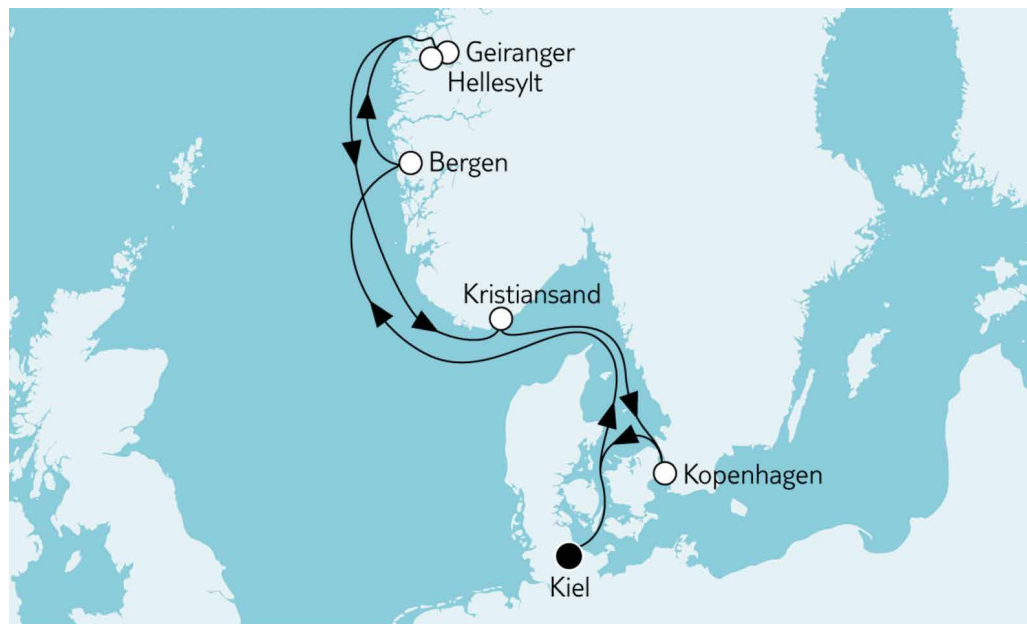 Geiranger
Hellesylt
Bergen
Kristiansand
Kopenhagen
Kiel